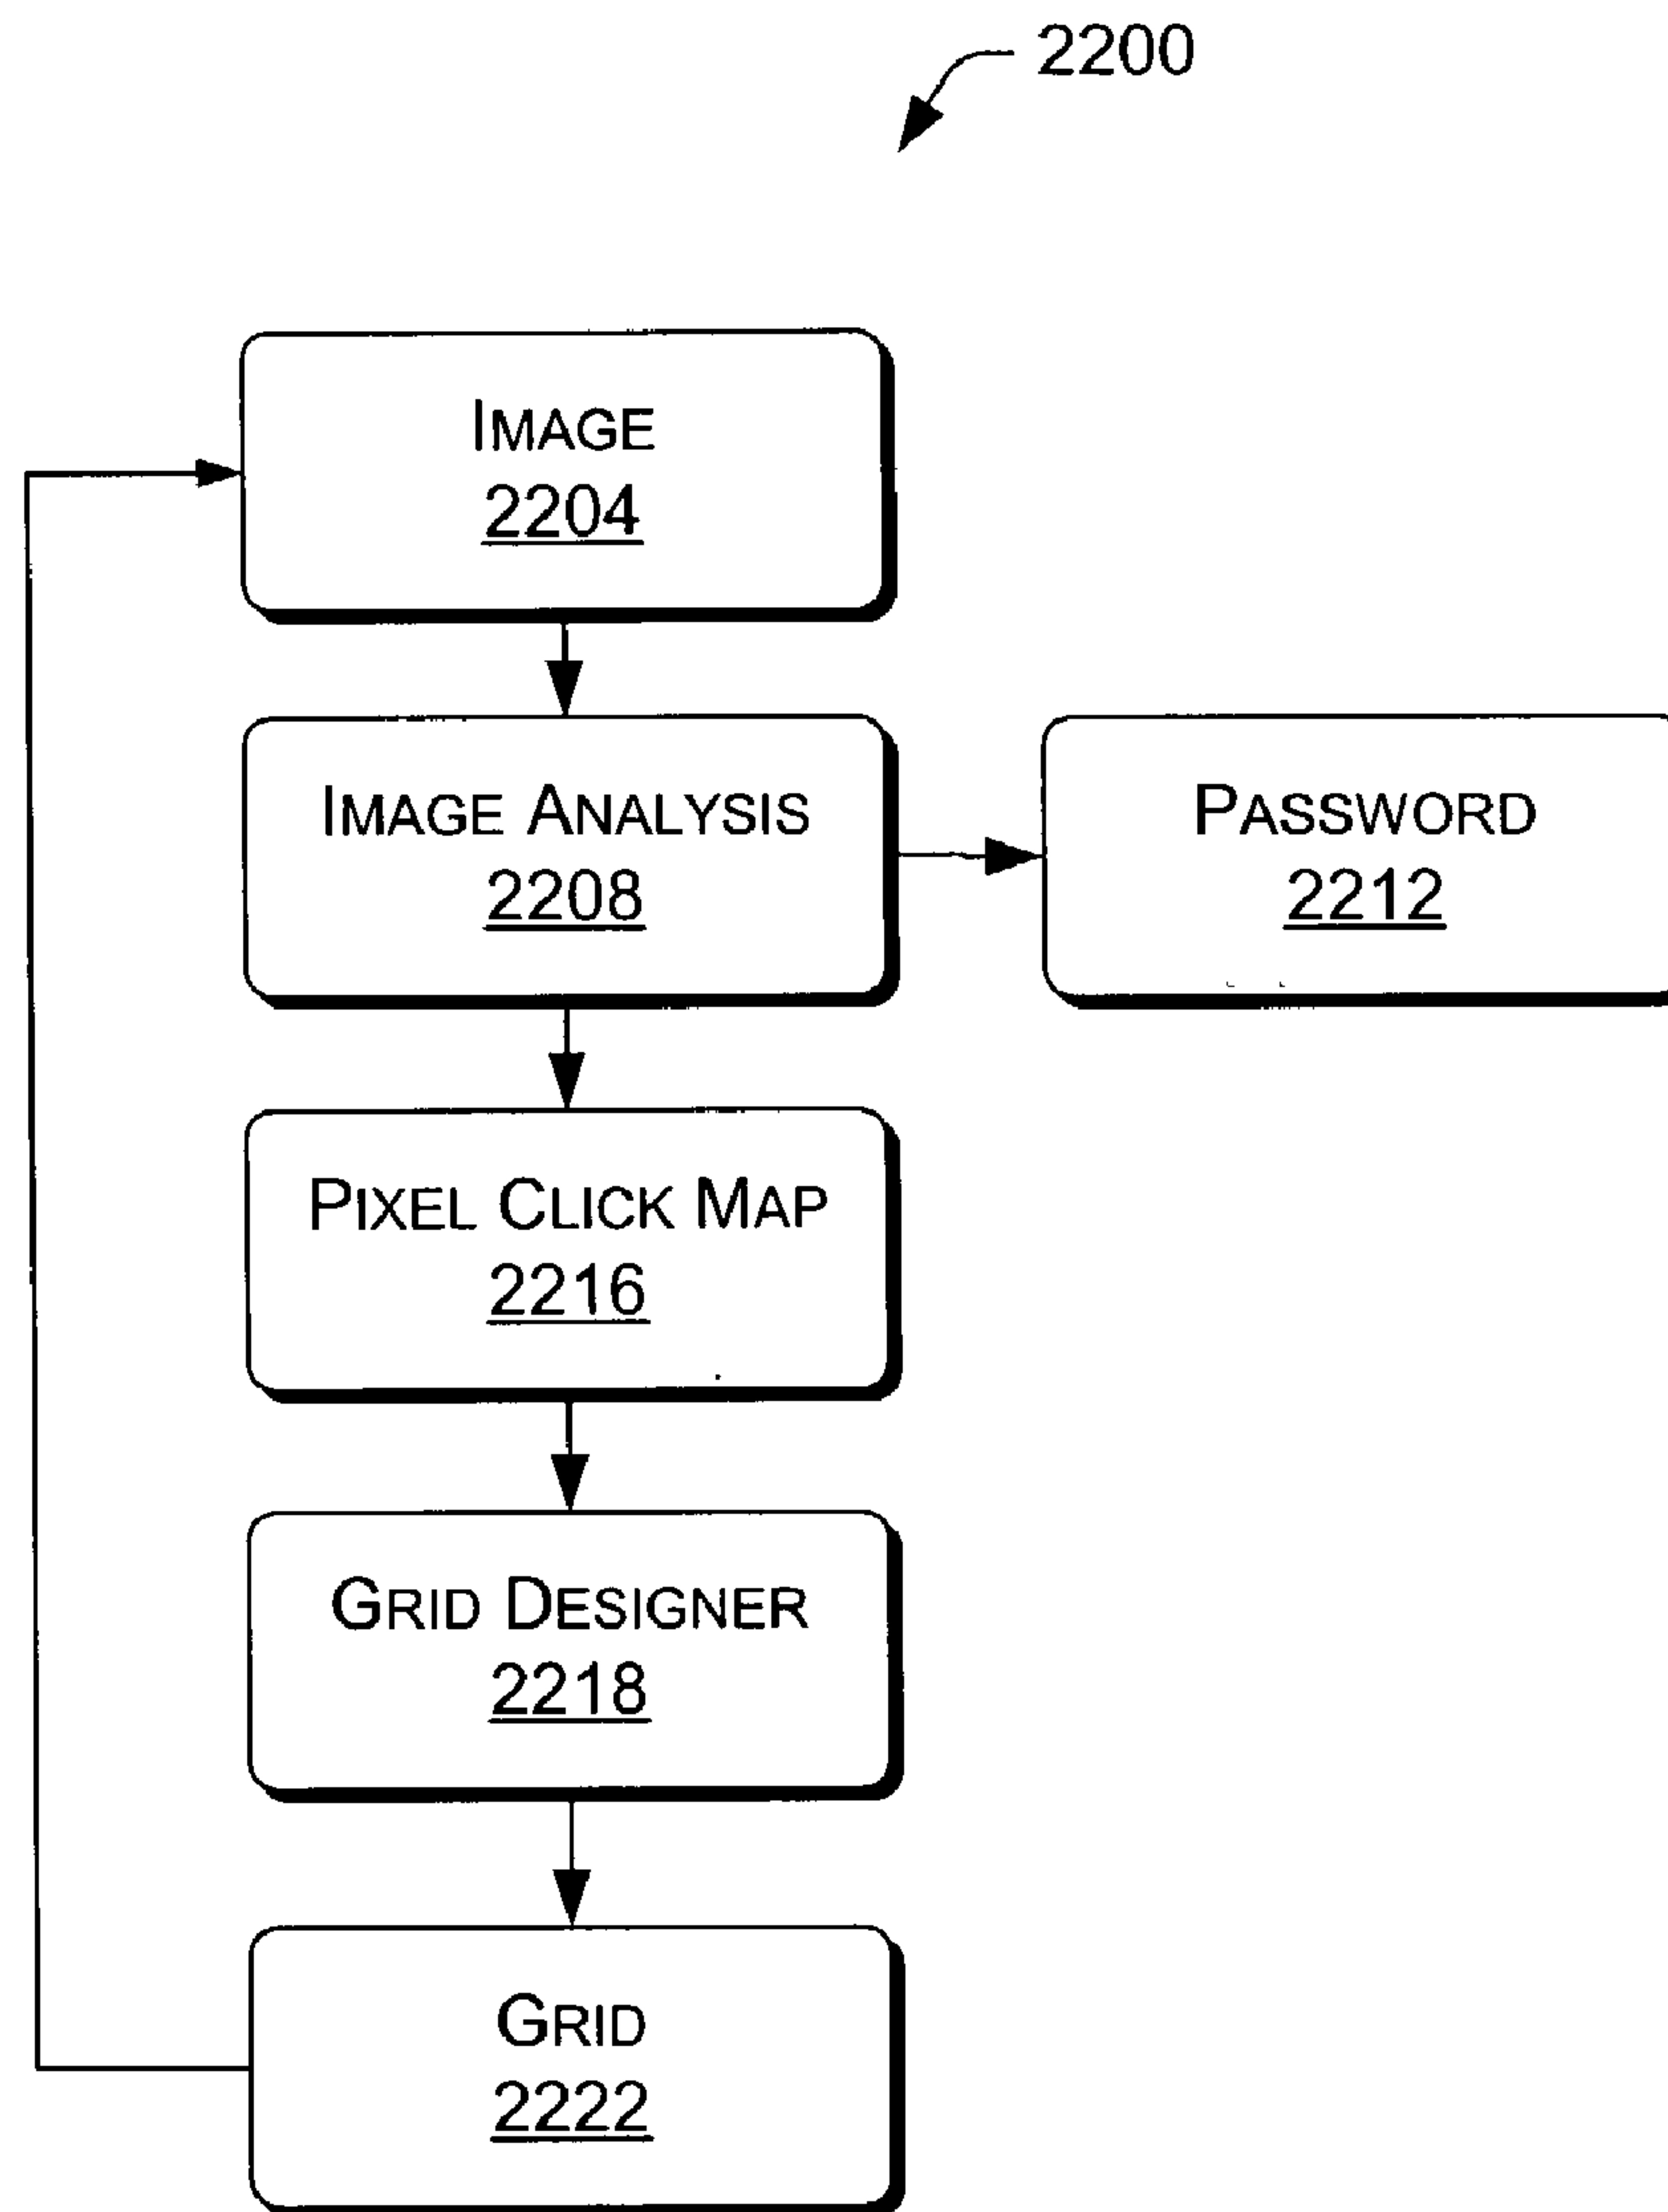 2200
IMAGE
2204
IMAGE ANALYSIS
2208
PASSWORD
2212
PIXEL CLICK MAP
2216
GRID DESIGNER
2218
GRID
2222